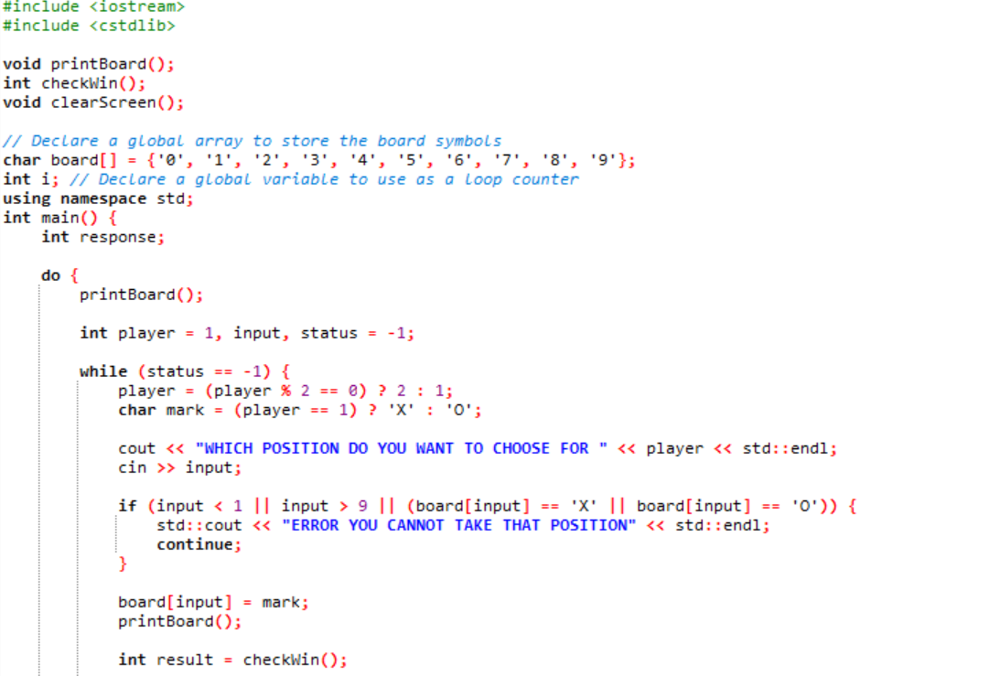 #include <iostream>
#include <cstdlib>
void printBoard();
int checkWin();
void clearScreen();
// Declare a global array to store the board symbols
char board[] = {'0', '1', '2', '3', '4', '5', '6', '7', '8', '9'};
int i; // Declare a global variable to use as a loop counter
using namespace std;
int main() {
    int response;
    do {
        printBoard();
        int player = 1, input, status = -1;
        while (status == -1) {
            player = (player % 2 == 0) ? 2 : 1;
            char mark = (player == 1) ? 'X' : 'O';
            cout << "WHICH POSITION DO YOU WANT TO CHOOSE FOR " << player << std::endl;
            cin >> input;
            if (input < 1 || input > 9 || (board[input] == 'X' || board[input] == 'O')) {
                std::cout << "ERROR YOU CANNOT TAKE THAT POSITION" << std::endl;
                continue;
            }
            board[input] = mark;
            printBoard();
            int result = checkWin();